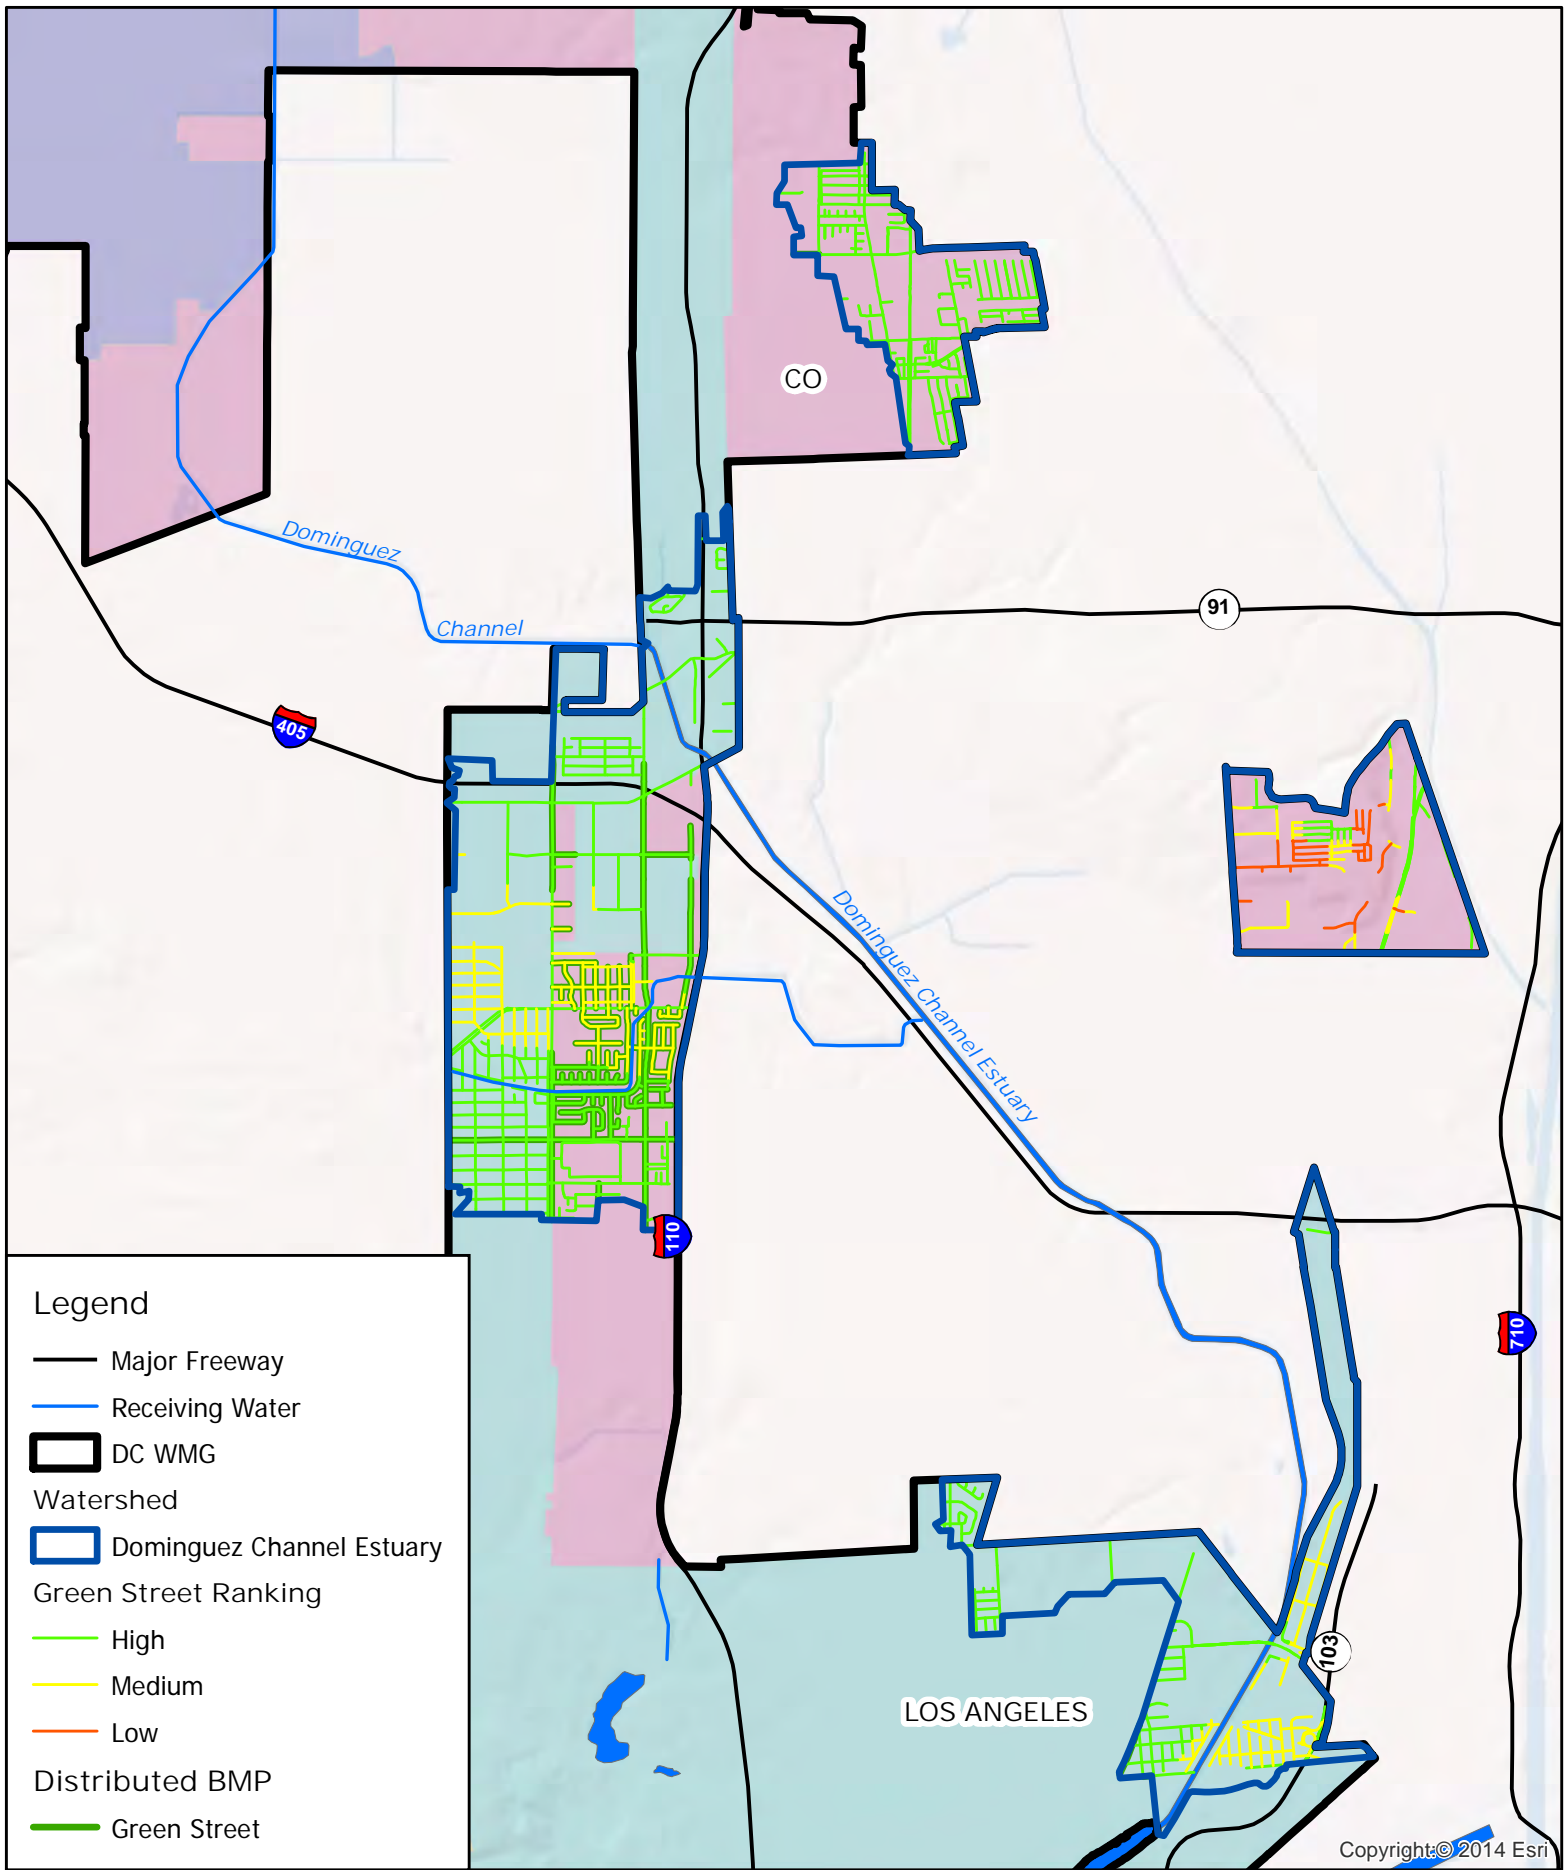 CO
Dominguez
Channel
91
405
Dominguez Channel Estuary
110
710
103
LOS ANGELES
Legend
Major Freeway
Receiving Water
DC WMG
Watershed
Dominguez Channel Estuary
Green Street Ranking
High
Medium
Low
Distributed BMP
Green Street
Copyright:© 2014 Esri